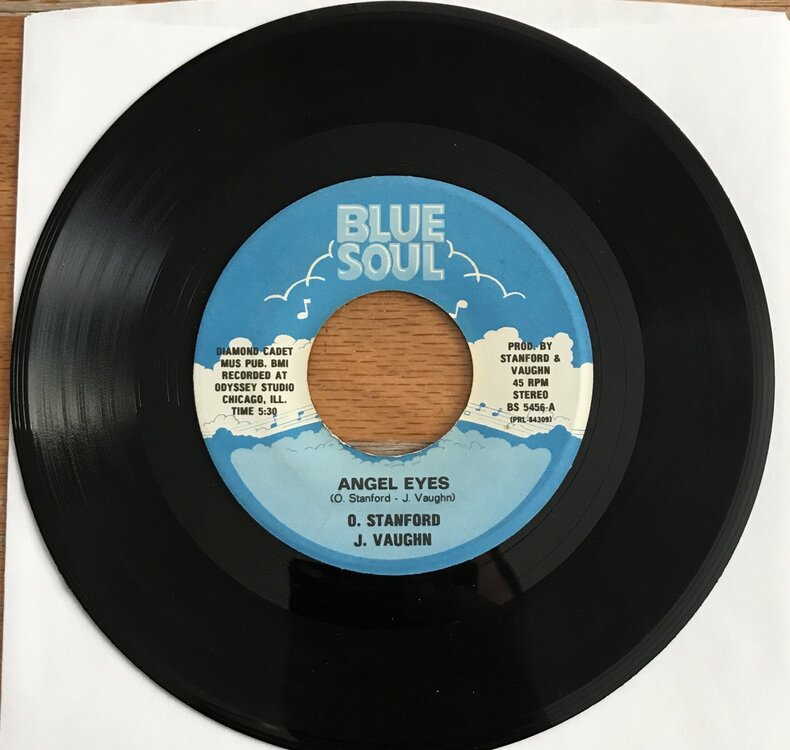 BLUE
SOUL
DIAMOND CADET
MUS PUB. BMI
RECORDED AT
ODYSSEY STUDIO
CHICAGO, ILL.
TIME 5:30
PROD. BY
STANFORD &
VAUGHN
45 RPM
STEREO
BS 5456-A
(PRL-84309)
ANGEL EYES
(O. Stanford - J. Vaughn)
O. STANFORD
J. VAUGHN